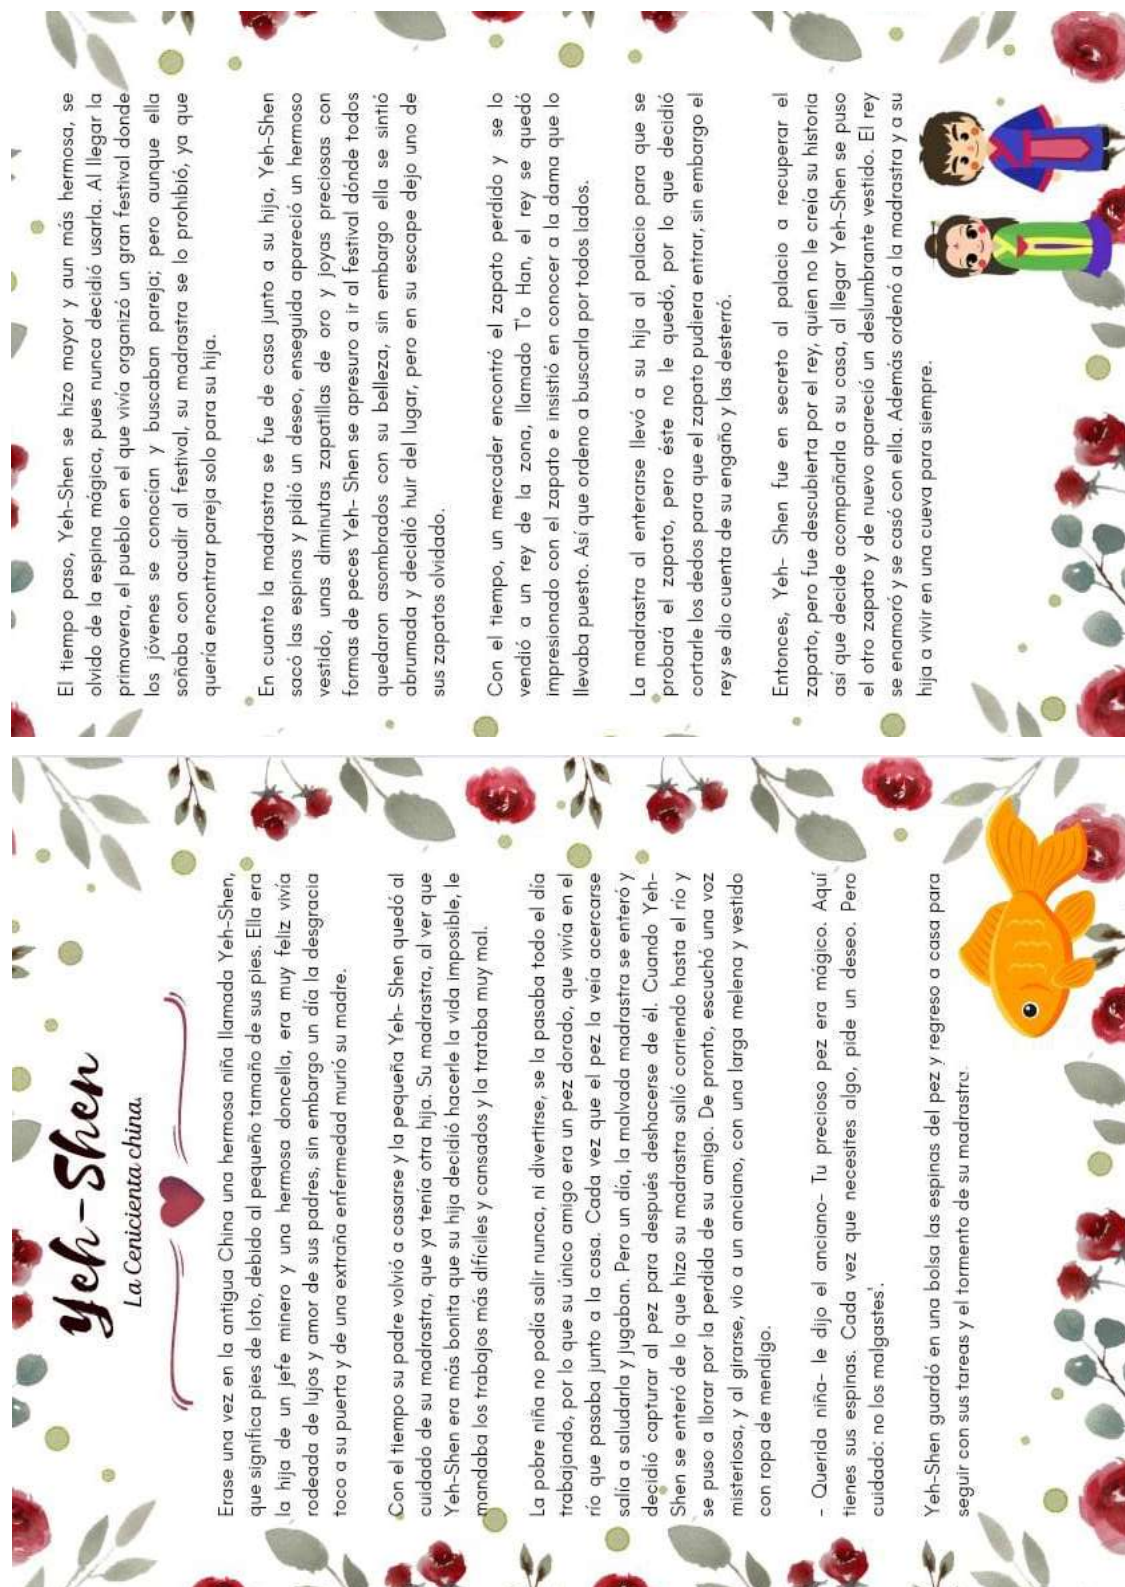 Yeh-Shen
La Cenicienta china.
Erase una vez en la antigua China una hermosa niña llamada Yeh-Shen,
que significa pies de loto, debido al pequeño tamaño de sus pies. Ella era
la hija de un jefe minero y una hermosa doncella, era muy feliz vivía
rodeada de lujos y amor de sus padres, sin embargo un día la desgracia
toco a su puerta y de una extraña enfermedad murió su madre.
Con el tiempo su padre volvió a casarse y la pequeña Yeh- Shen quedó al
cuidado de su madrastra, que ya tenía otra hija. Su madrastra, al ver que
Yeh-Shen era más bonita que su hija decidió hacerle la vida imposible, le
mandaba los trabajos más difíciles y cansados y la trataba muy mal.
La pobre niña no podía salir nunca, ni divertirse, se la pasaba todo el día
trabajando, por lo que su único amigo era un pez dorado, que vivía en el
río que pasaba junto a la casa. Cada vez que el pez la veía acercarse
salía a saludarla y jugaban. Pero un día, la malvada madrastra se enteró y
decidió capturar al pez para después deshacerse de él. Cuando Yeh-
Shen se enteró de lo que hizo su madrastra salió corriendo hasta el río y
se puso a llorar por la perdida de su amigo. De pronto, escuchó una voz
misteriosa, y al girarse, vio a un anciano, con una larga melena y vestido
con ropa de mendigo.
- Querida niña- le dijo el anciano- Tu precioso pez era mágico. Aquí
tienes sus espinas. Cada vez que necesites algo, pide un deseo. Pero
cuidado: no los malgastes'.
Yeh-Shen guardó en una bolsa las espinas del pez y regreso a casa para
seguir con sus tareas y el tormento de su madrastra.
El tiempo paso, Yeh-Shen se hizo mayor y aun más hermosa, se
olvido de la espina mágica, pues nunca decidió usarla. Al llegar la
primavera, el pueblo en el que vivía organizó un gran festival donde
los jóvenes se conocían y buscaban pareja; pero aunque ella
soñaba con acudir al festival, su madrastra se lo prohibió, ya que
quería encontrar pareja solo para su hija.
En cuanto la madrastra se fue de casa junto a su hija, Yeh-Shen
sacó las espinas y pidió un deseo, enseguida apareció un hermoso
vestido, unas diminutas zapatillas de oro y joyas preciosas con
formas de peces Yeh- Shen se apresuro a ir al festival dónde todos
quedaron asombrados con su belleza, sin embargo ella se sintió
abrumada y decidió huir del lugar, pero en su escape dejo uno de
sus zapatos olvidado.
Con el tiempo, un mercader encontró el zapato perdido y se lo
vendió a un rey de la zona, llamado T'o Han, el rey se quedó
impresionado con el zapato e insistió en conocer a la dama que lo
llevaba puesto. Así que ordeno a buscarla por todos lados.
La madrastra al enterarse llevó a su hija al palacio para que se
probará el zapato, pero éste no le quedó, por lo que decidió
cortarle los dedos para que el zapato pudiera entrar, sin embargo el
rey se dio cuenta de su engaño y las desterró.
Entonces, Yeh- Shen fue en secreto al palacio a recuperar el
zapato, pero fue descubierta por el rey, quien no le creía su historia
así que decide acompañarla a su casa, al llegar Yeh-Shen se puso
el otro zapato y de nuevo apareció un deslumbrante vestido. El rey
se enamoró y se casó con ella. Además ordenó a la madrastra y a su
hija a vivir en una cueva para siempre.